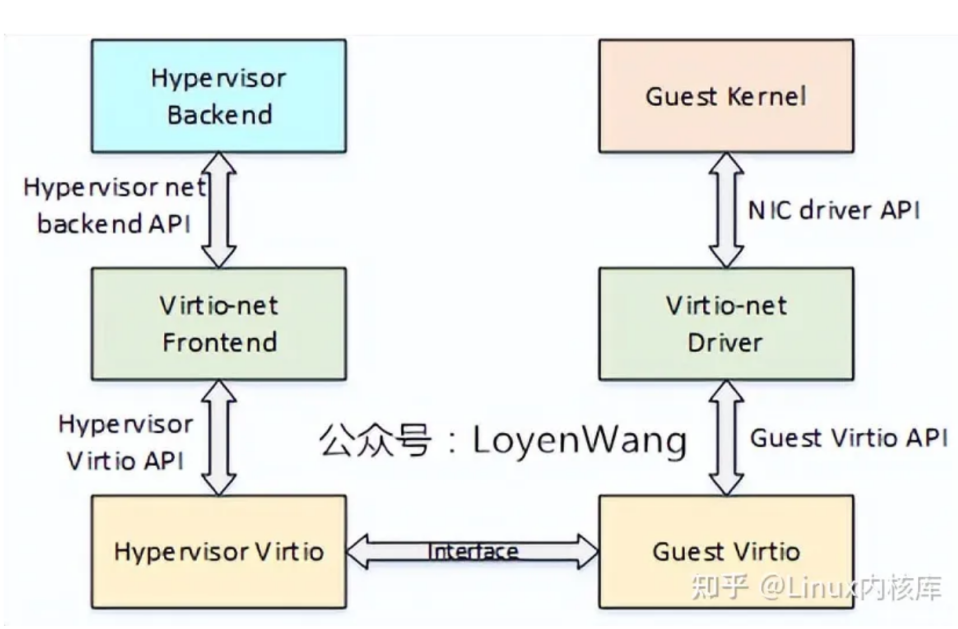 Hypervisor
Backend
Guest Kernel
Hypervisor net
backend API
NIC driver API
Virtio-net
Frontend
Virtio-net
Driver
Hypervisor
Virtio API
公众号：LoyenWang
Guest Virtio API
Hypervisor Virtio
Interface
Guest Virtio
知乎 @Linux内核库